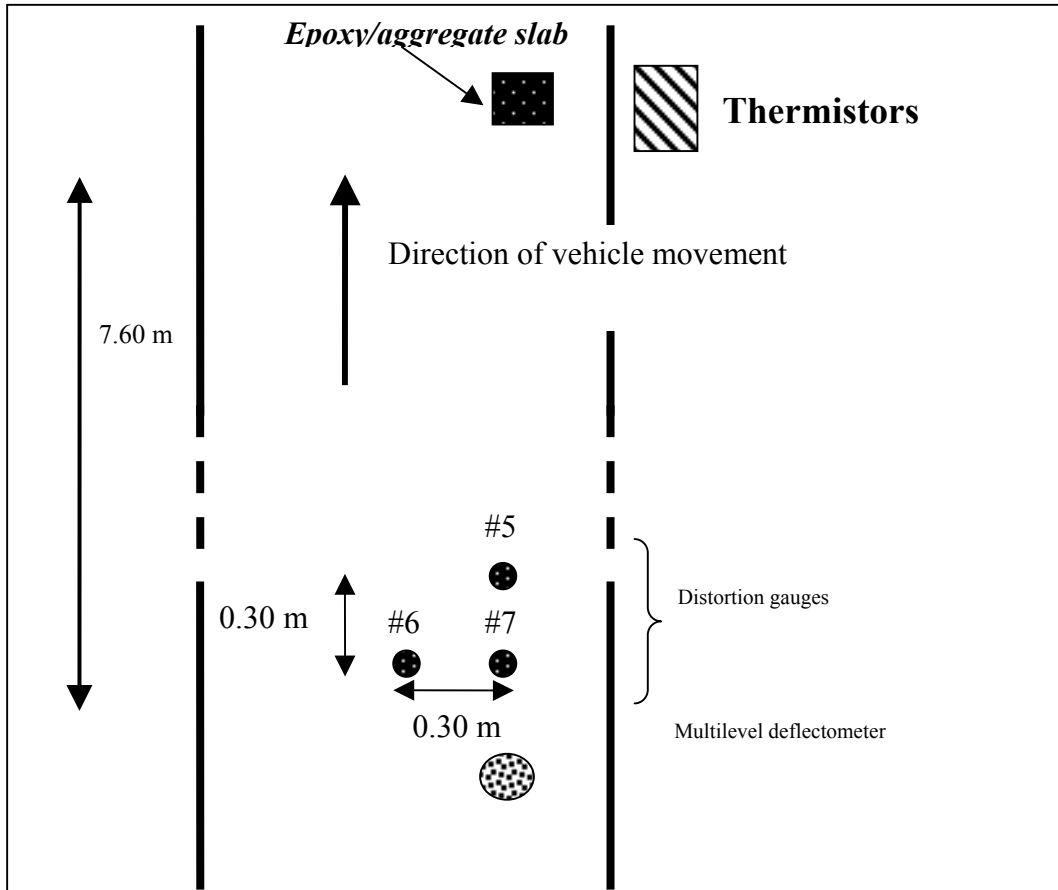 Epoxy/aggregate slab
Thermistors
Direction of vehicle movement
7.60 m
#5
0.30 m
#6
#7
Distortion gauges
0.30 m
Multilevel deflectometer